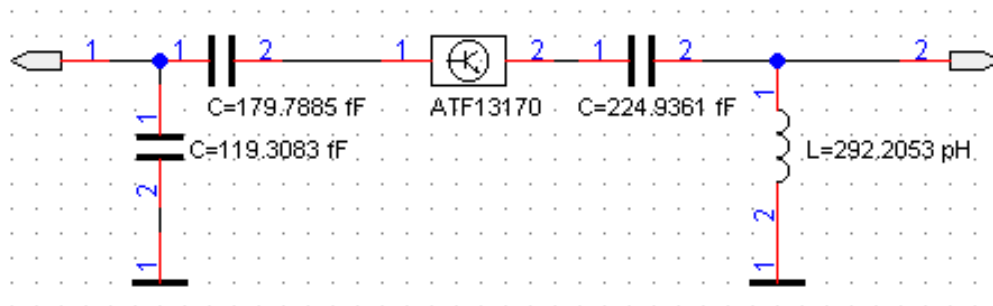 1 1 2 1 2 1 2 2
C=179.7885 fF ATF13170 C=224.9361 fF
1 1
C=119.3083 fF L=292.2053 pH
2 2
1 1